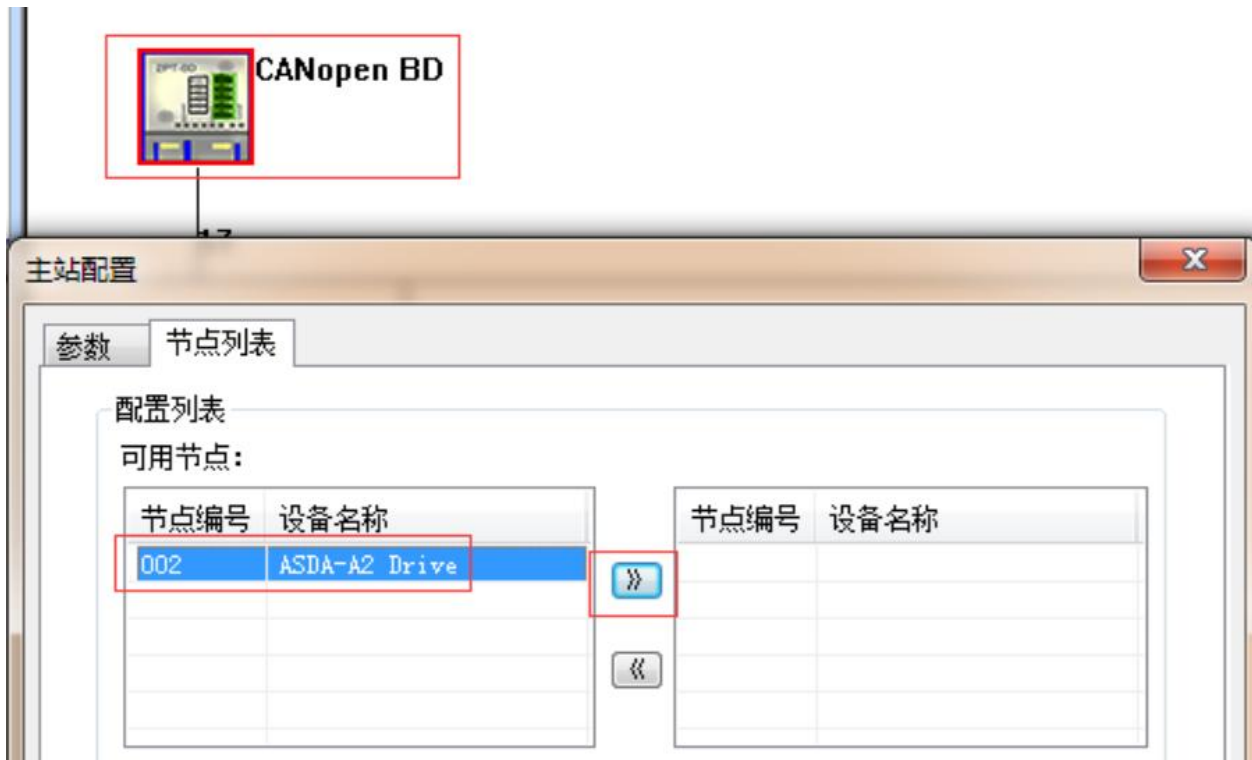 CANopen BD
17
主站配置
参数 节点列表
配置列表
可用节点:
节点编号 设备名称 节点编号 设备名称
002 ASDA-A2 Drive